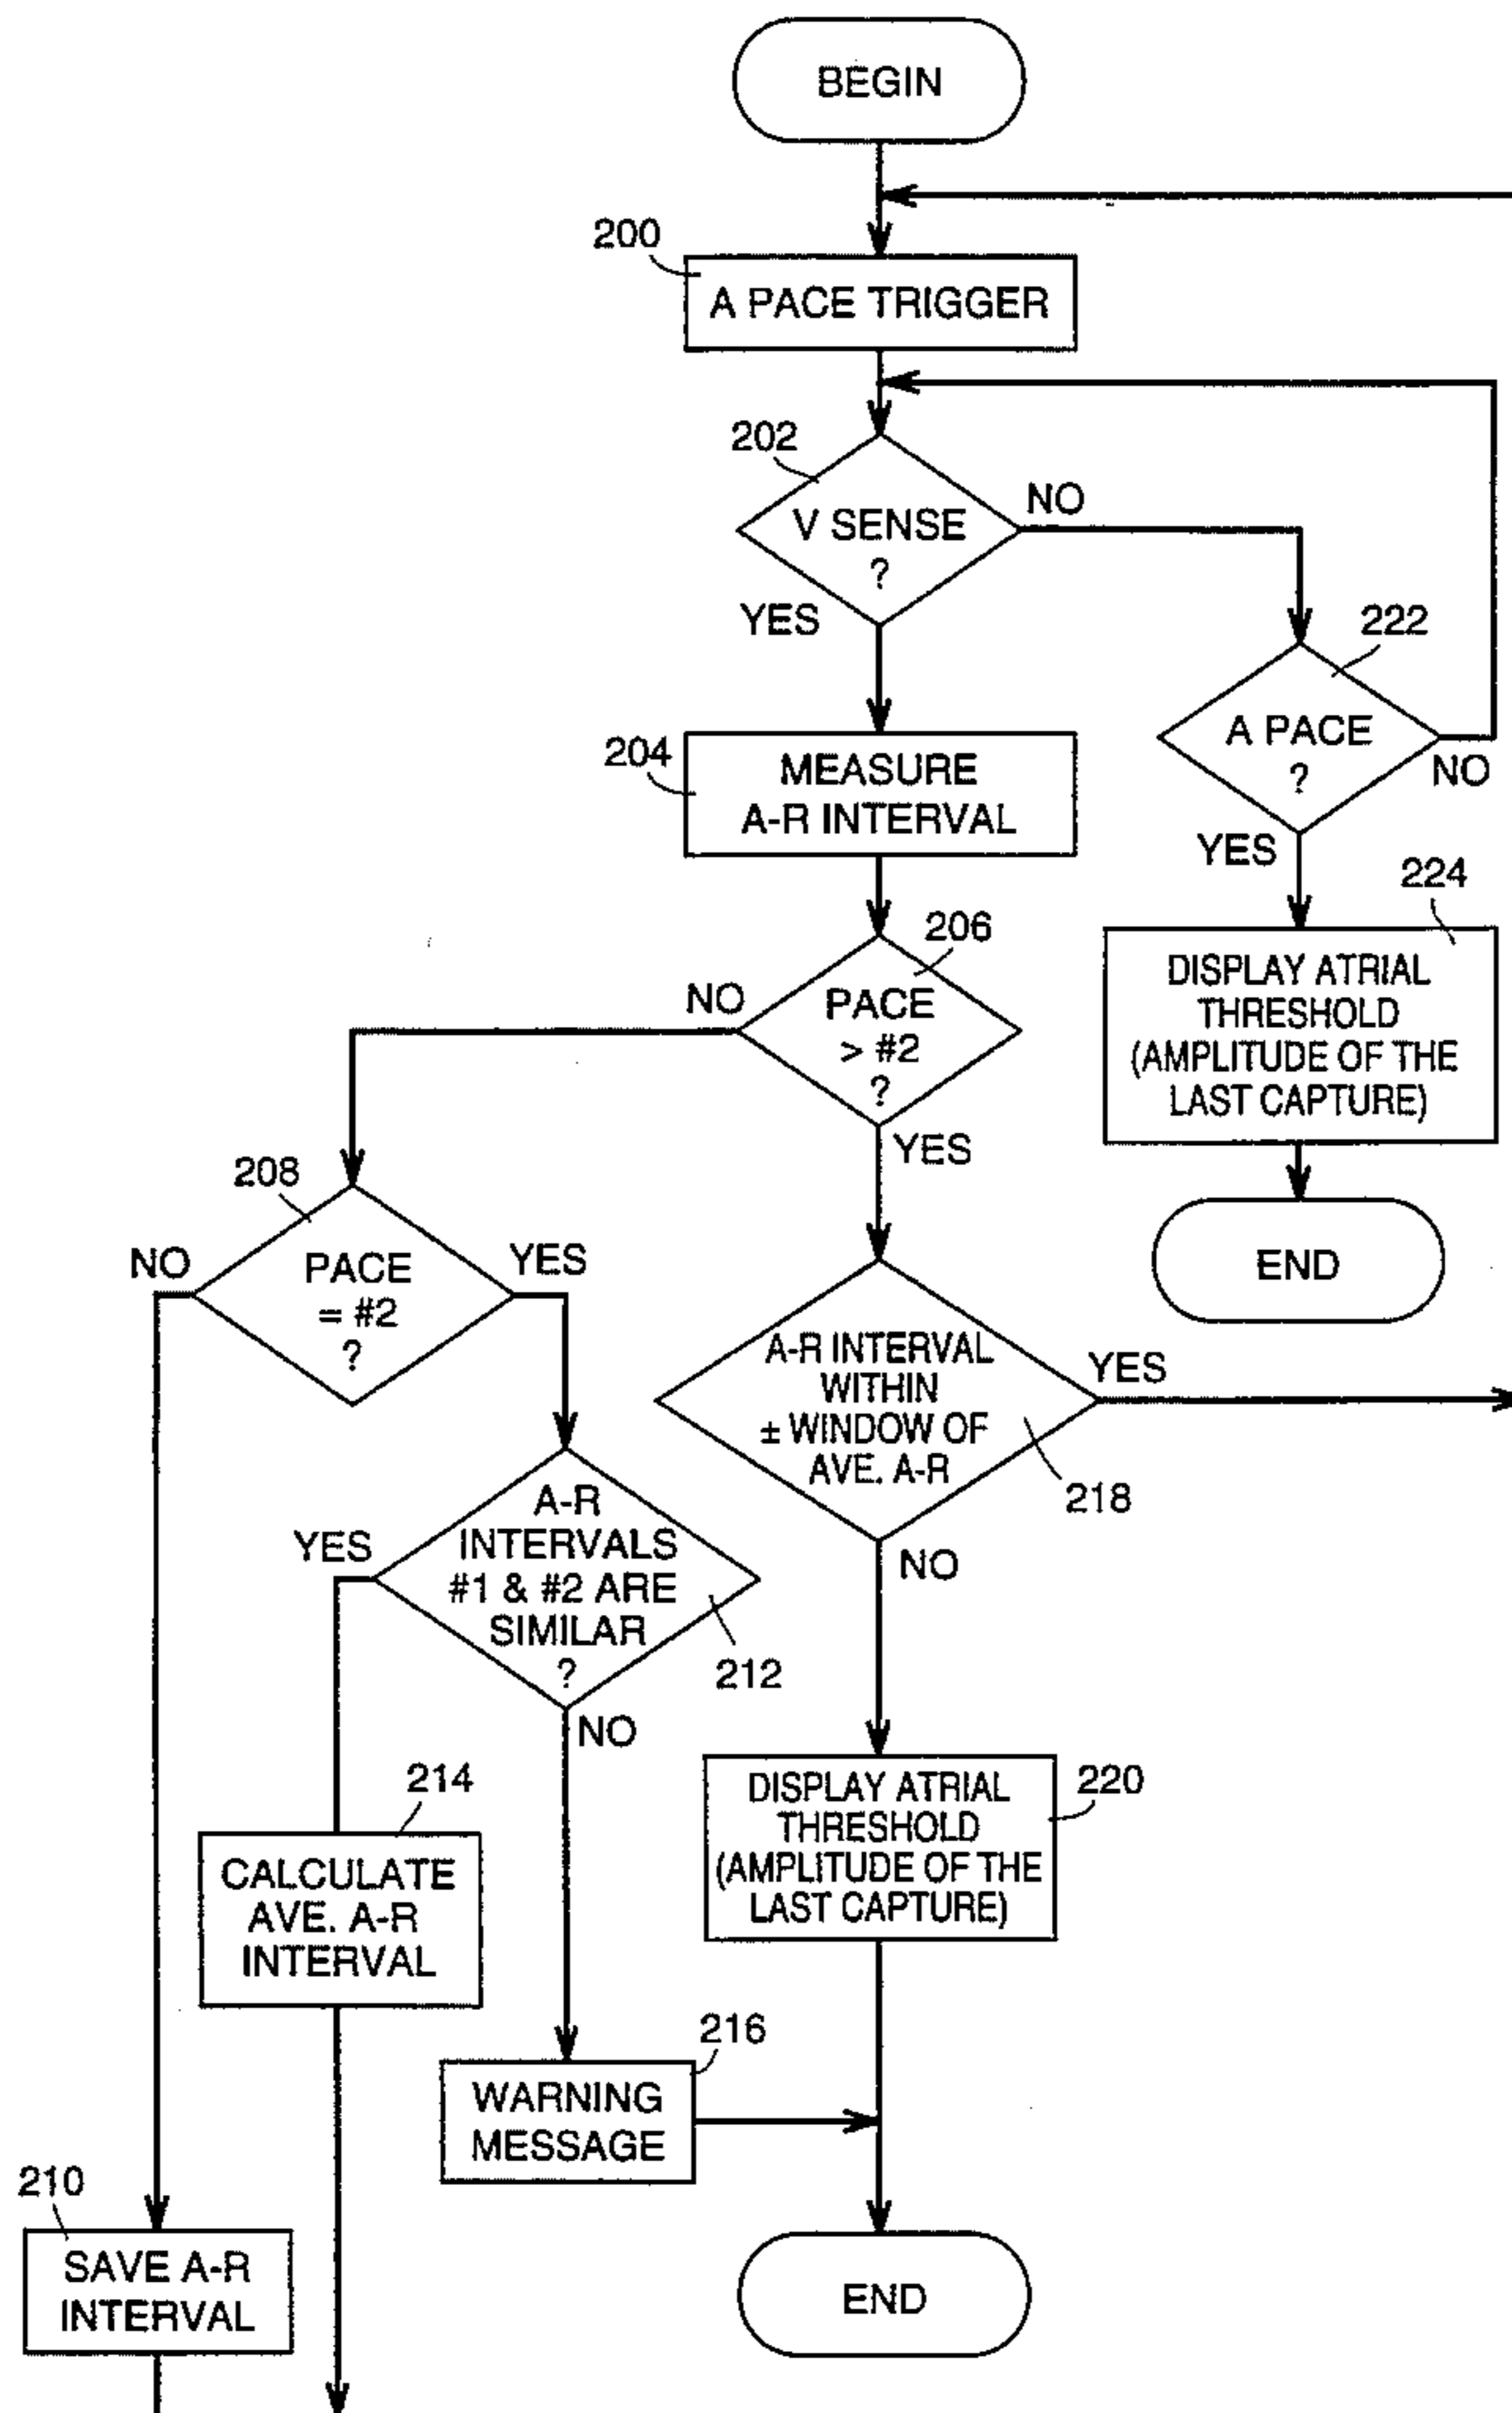 BEGIN
200
A PACE TRIGGER
202
V SENSE
?
NO
YES
222
A PACE
?
NO
YES
204
MEASURE
A-R INTERVAL
224
DISPLAY ATRIAL
THRESHOLD
(AMPLITUDE OF THE
LAST CAPTURE)
END
206
PACE
> #2
?
NO
YES
208
PACE
= #2
?
NO
YES
A-R INTERVAL
WITHIN
± WINDOW OF
AVE. A-R
YES
218
NO
A-R
INTERVALS
#1 & #2 ARE
SIMILAR
?
YES
212
NO
214
CALCULATE
AVE. A-R
INTERVAL
DISPLAY ATRIAL
THRESHOLD
(AMPLITUDE OF THE
LAST CAPTURE)
220
216
WARNING
MESSAGE
210
SAVE A-R
INTERVAL
END